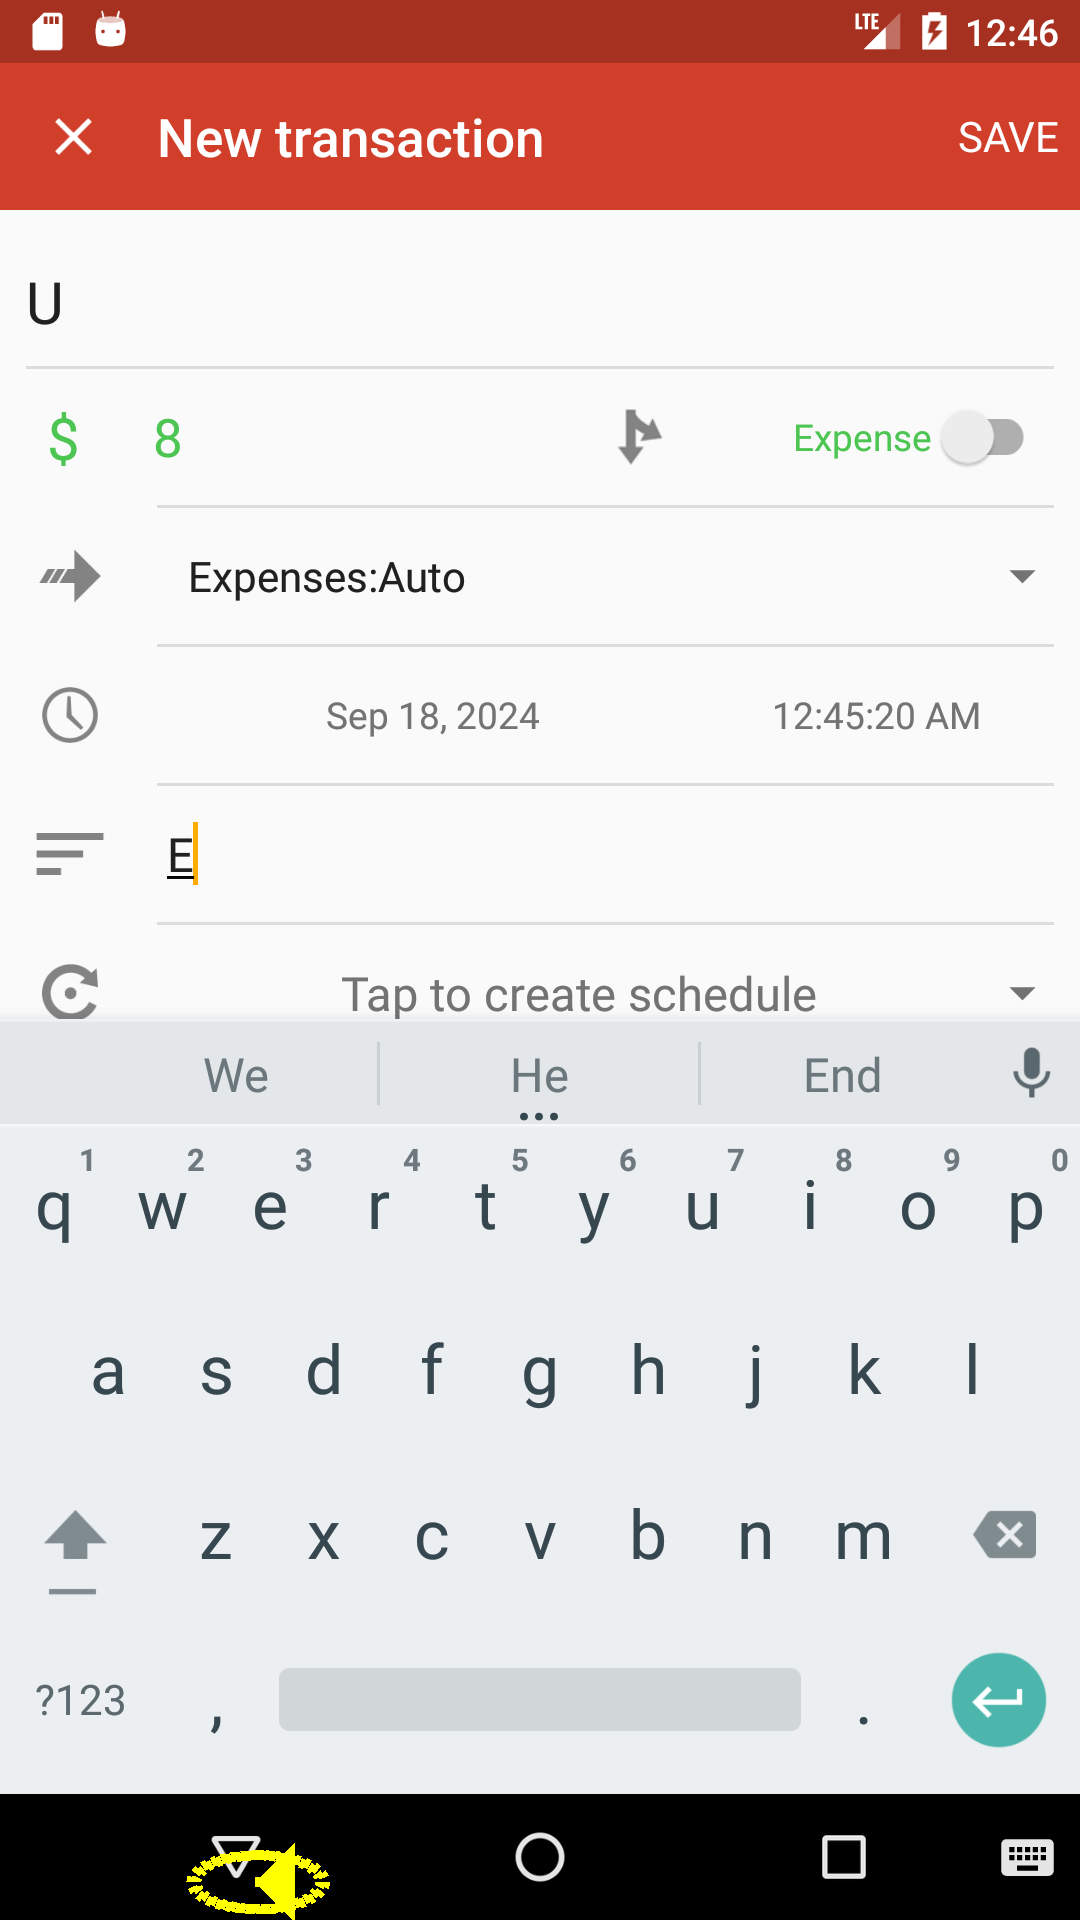 LTE 12:46
New transaction SAVE
U
$ 8 Expense
Expenses:Auto
Sep 18, 2024 12:45:20 AM
E
Tap to create schedule
We He End
1 2 3 4 5 6 7 8 9 0
q w e r t y u i o p
a s d f g h j k l
z x c v b n m
?123 , .